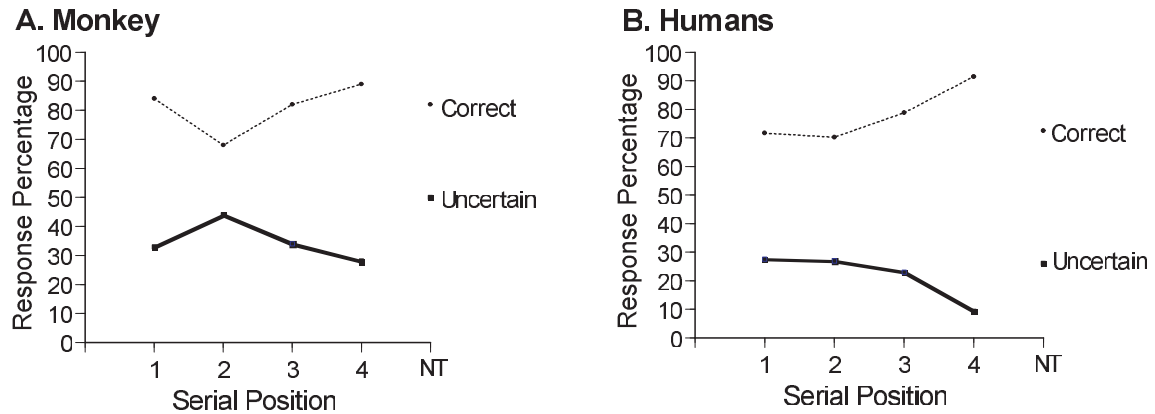 A. Monkey
100
90
80
70
60
50
40
30
20
10
0
Response Percentage
Correct
Uncertain
1 2 3 4 NT
Serial Position
B. Humans
100
90
80
70
60
50
40
30
20
10
0
Response Percentage
Correct
Uncertain
1 2 3 4 NT
Serial Position